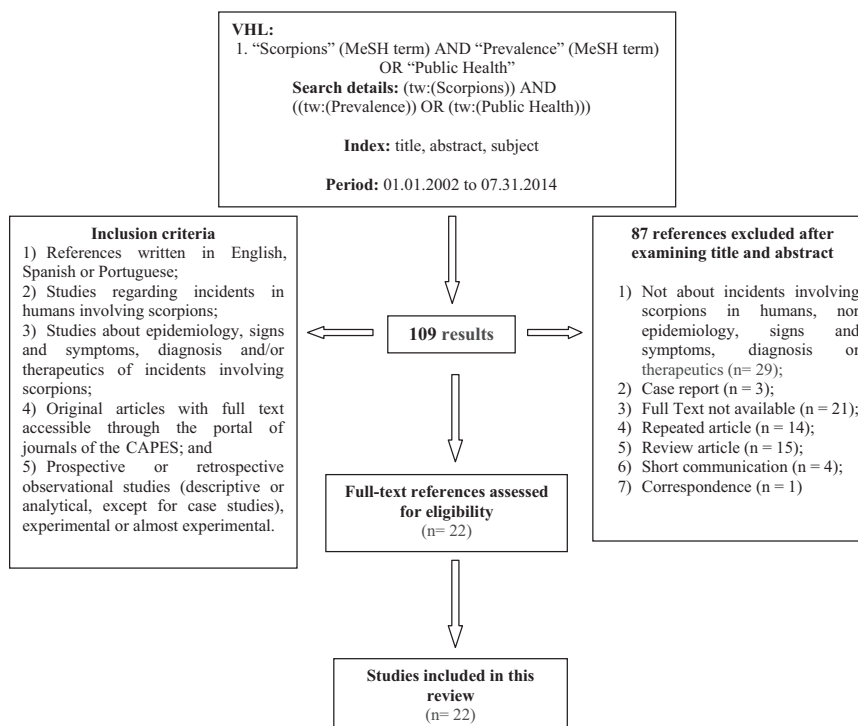 VHL:
1. “Scorpions” (MeSH term) AND “Prevalence” (MeSH term)
OR “Public Health”
Search details: (tw:(Scorpions)) AND
((tw:(Prevalence)) OR (tw:(Public Health)))
Index: title, abstract, subject
Period: 01.01.2002 to 07.31.2014
Inclusion criteria
1) References written in English,
Spanish or Portuguese;
2) Studies regarding incidents in
humans involving scorpions;
3) Studies about epidemiology, signs
and symptoms, diagnosis and/or
therapeutics of incidents involving
scorpions;
4) Original articles with full text
accessible through the portal of
journals of the CAPES; and
5) Prospective or retrospective
observational studies (descriptive or
analytical, except for case studies),
experimental or almost experimental.
109 results
87 references excluded after
examining title and abstract
1) Not about incidents involving
scorpions in humans, nor
epidemiology, signs and
symptoms, diagnosis or
therapeutics (n= 29);
2) Case report (n = 3);
3) Full Text not available (n = 21);
4) Repeated article (n = 14);
5) Review article (n = 15);
6) Short communication (n = 4);
7) Correspondence (n = 1)
Full-text references assessed
for eligibility
(n= 22)
Studies included in this
review
(n= 22)